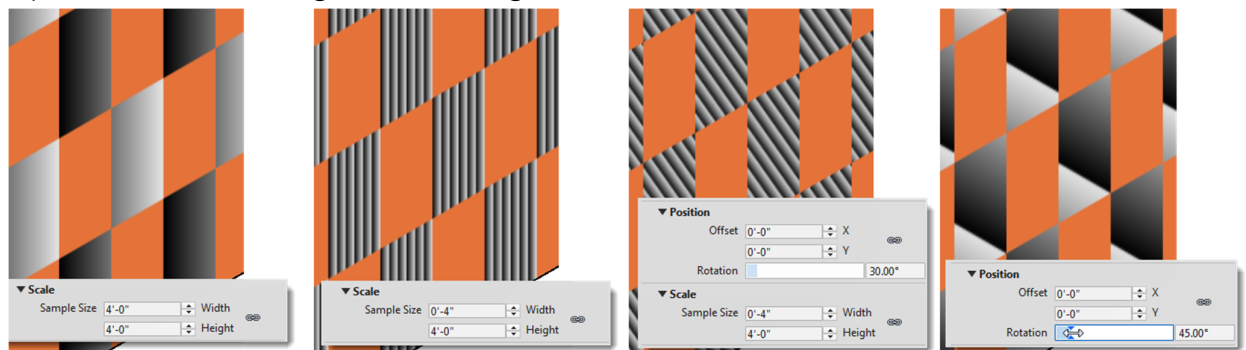 ▼ Scale
Sample Size 4'-0" Width
4'-0" Height
▼ Scale
Sample Size 0'-4" Width
4'-0" Height
▼ Position
Offset 0'-0" X
0'-0" Y
Rotation 30.00°
▼ Scale
Sample Size 0'-4" Width
4'-0" Height
▼ Position
Offset 0'-0" X
0'-0" Y
Rotation 45.00°